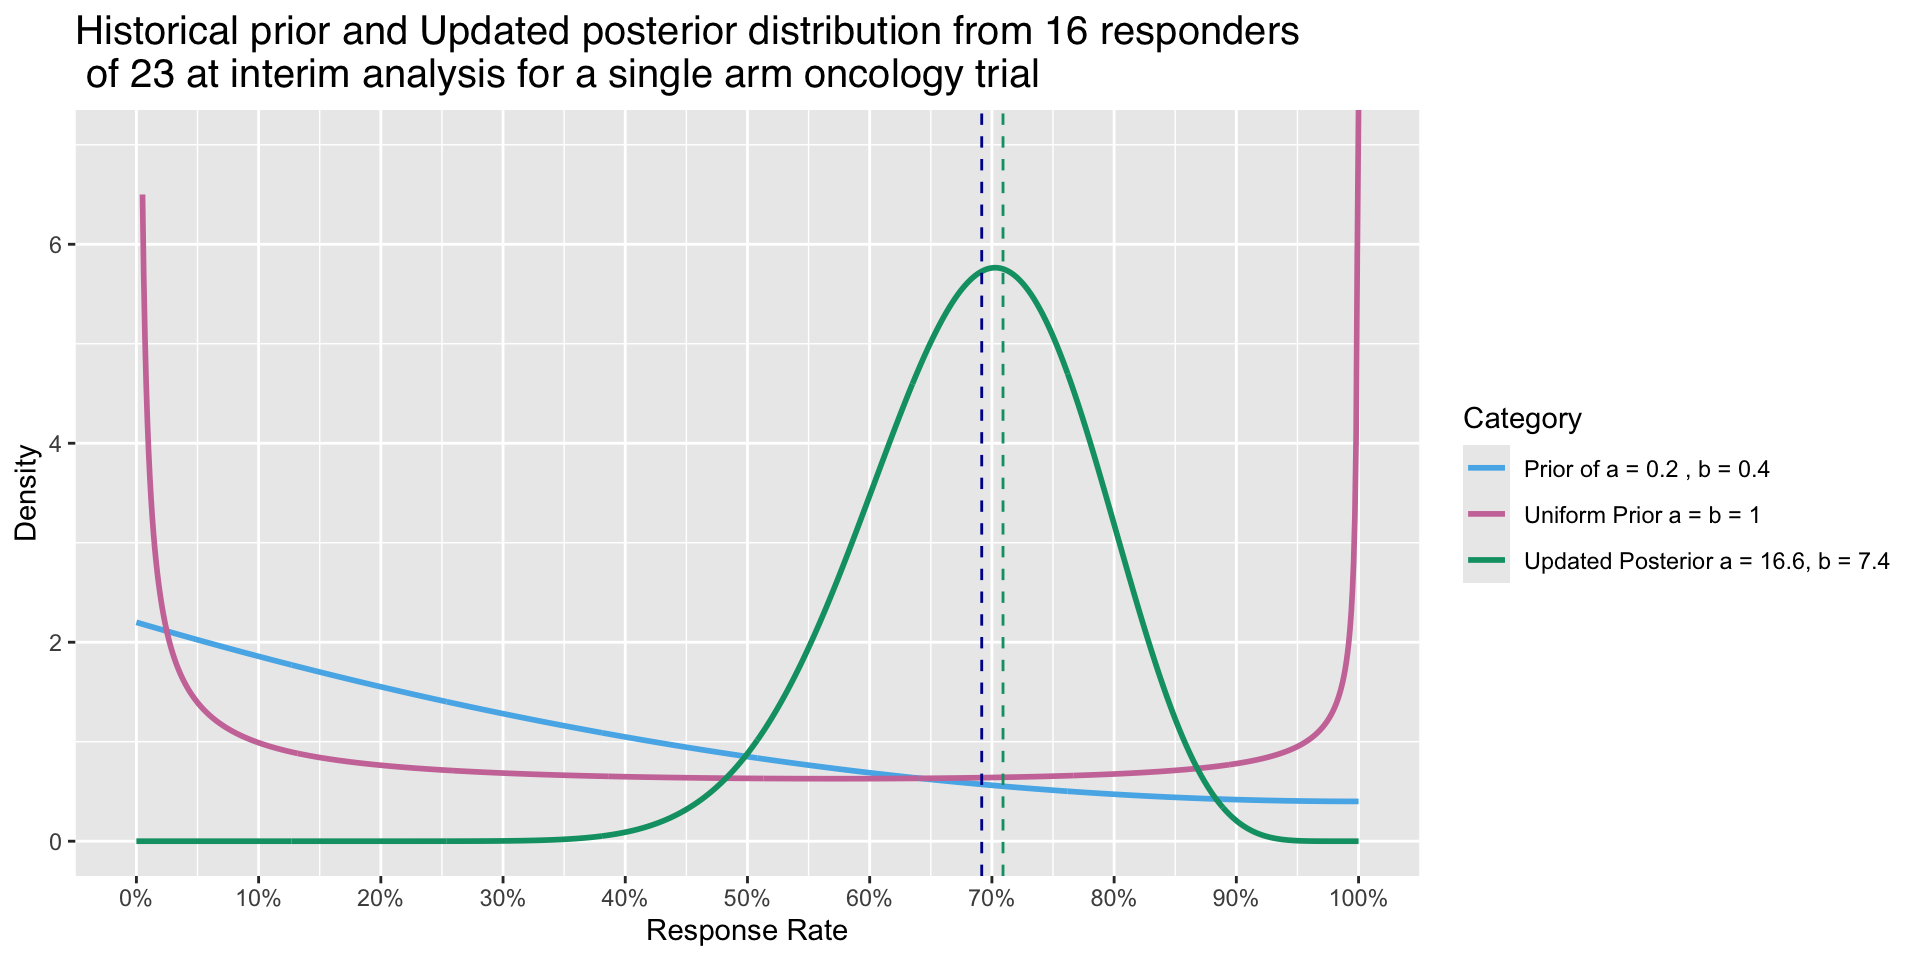 Historical prior and Updated posterior distribution from 16 responders
of 23 at interim analysis for a single arm oncology trial
Density
6
4
2
0
0%
10%
20%
30%
40%
50%
60%
70%
80%
90%
100%
Response Rate
Category
Prior of a = 0.2 , b = 0.4
Uniform Prior a = b = 1
Updated Posterior a = 16.6, b = 7.4